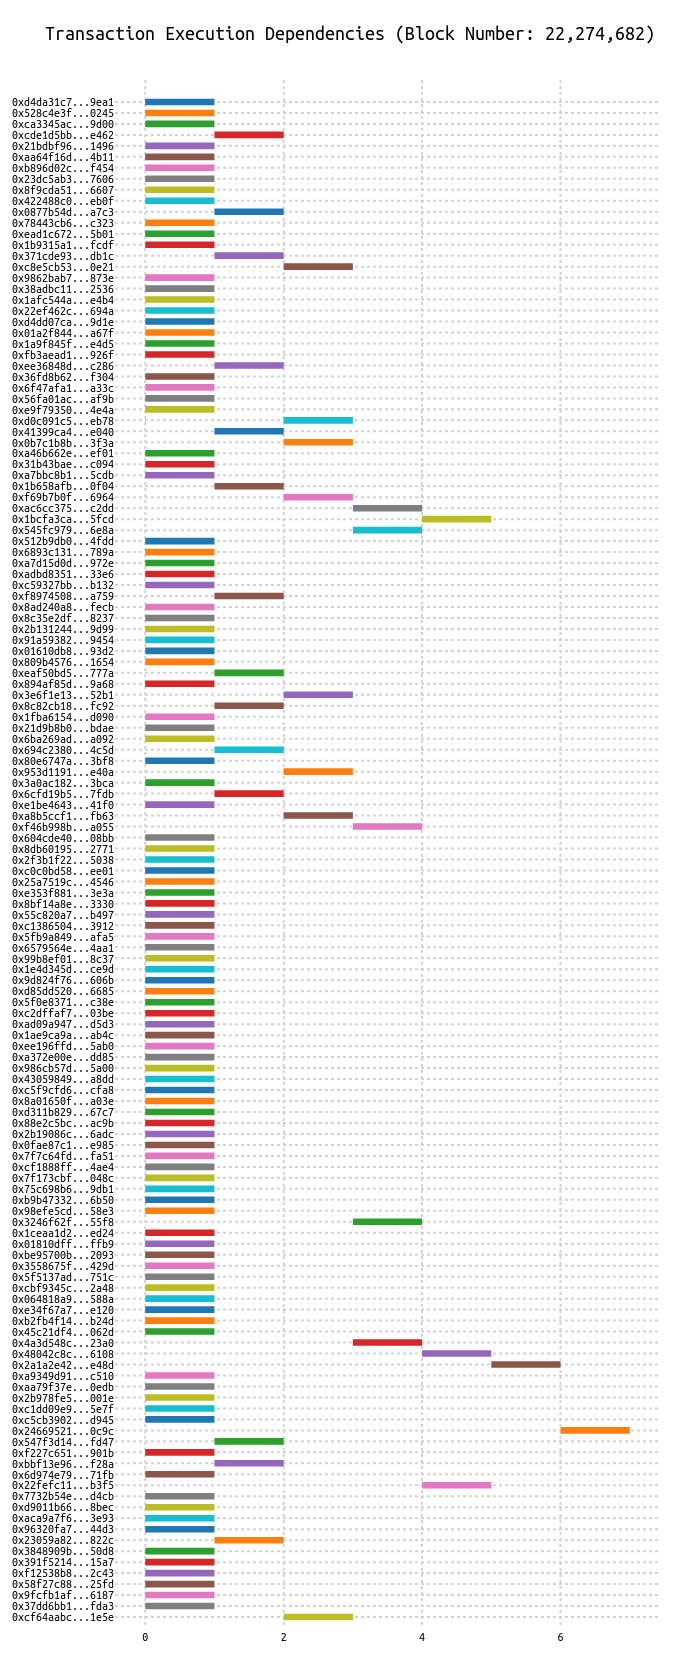 Transaction Execution Dependencies (Block Number: 22,274,682)
0xd4da31c7...9ea1
0x528c4e3f...0245
0xca3345ac...9d00
0xcde1d5bb...e462
0x21bdbf96...1496
0xaa64f16d...4b11
0xb896d02c...f454
0x23dc5ab3...7606
0x8f9cda51...6607
0x422488c0...eb0f
0x0877b54d...a7c3
0x78443cb6...c323
0xead1c672...5b01
0x1b9315a1...fcdf
0x371cde93...db1c
0xc8e5cb53...0e21
0x9862bab7...873e
0x38adbc11...2536
0x1afc544a...e4b4
0x22ef462c...694a
0xd4dd07ca...9d1e
0x01a2f844...a67f
0x1a9f845f...e4d5
0xfb3aead1...926f
0xee36848d...c286
0x36fd8b62...f304
0x6f47afa1...a33c
0x56fa01ac...af9b
0xe9f79350...4e4a
0xd0c091c5...eb78
0x41399ca4...e040
0x0b7c1b8b...3f3a
0xa46b662e...ef01
0x31b43bae...c094
0xa7bbc8b1...5cdb
0x1b658afb...0f04
0xf69b7b0f...6964
0xac6cc375...c2dd
0x1bcfa3ca...5fcd
0x545fc979...6e8a
0x512b9db0...4fdd
0x6893c131...789a
0xa7d15d0d...972e
0xadbd8351...33e6
0xc59327bb...b132
0xf8974508...a759
0x8ad240a8...fecb
0x8c35e2df...8237
0x2b131244...9d99
0x91a59382...9454
0x01610db8...93d2
0x809b4576...1654
0xeaf50bd5...777a
0x894af85d...9a68
0x3e6f1e13...52b1
0x8c82cb18...fc92
0x1fba6154...d090
0x21d9b8b0...bdae
0x6ba269ad...a092
0x694c2380...4c5d
0x80e6747a...3bf8
0x953d1191...e40a
0x3a0ac182...3bca
0x6cfd19b5...7fdb
0xe1be4643...41f0
0xa8b5ccf1...fb63
0xf46b998b...a055
0x604cde40...08bb
0x8db60195...2771
0x2f3b1f22...5038
0xc0c0bd58...ee01
0x25a7519c...4546
0xe353f881...3e3a
0x8bf14a8e...3330
0x55c820a7...b497
0xc1386504...3912
0x5fb9a849...afa5
0x6579564e...4aa1
0x99b8ef01...8c37
0x1e4d345d...ce9d
0x9d824f76...606b
0xd85dd520...6685
0x5f0e8371...c38e
0xc2dffaf7...03be
0xad09a947...d5d3
0x1ae9ca9a...ab4c
0xee196ffd...5ab0
0xa372e00e...dd85
0x986cb57d...5a00
0x43059849...a8dd
0xc5f9cfd6...cfa8
0x8a01650f...a03e
0xd311b829...67c7
0x88e2c5bc...ac9b
0x2b19086c...6adc
0x0fae87c1...e985
0x7f7c64fd...fa51
0xcf1888ff...4ae4
0x7f173cbf...048c
0x75c698b6...9db1
0xb9b47332...6b50
0x98efe5cd...58e3
0x3246f62f...55f8
0x1ceaa1d2...ed24
0x01810dff...ffb9
0xbe95700b...2093
0x3558675f...429d
0x5f5137ad...751c
0xcbf9345c...2a48
0x064818a9...588a
0xe34f67a7...e120
0xb2fb4f14...b24d
0x45c21df4...062d
0x4a3d548c...23a0
0x48042c8c...6108
0x2a1a2e42...e48d
0xa9349d91...c510
0xaa79f37e...0edb
0x2b978fe5...001e
0xc1dd09e9...5e7f
0xc5cb3902...d945
0x24669521...0c9c
0x547f3d14...fd47
0xf227c651...901b
0xbbf13e96...f28a
0x6d974e79...71fb
0x22fefc11...b3f5
0x7732b54e...d4cb
0xd9011b66...8bec
0xaca9a7f6...3e93
0x96320fa7...44d3
0x23059a82...822c
0x3848909b...50d8
0x391f5214...15a7
0xf12538b8...2c43
0x58f27c88...25fd
0x9fcfb1af...6187
0x37dd6bb1...fda3
0xcf64aabc...1e5e
0 2 4 6